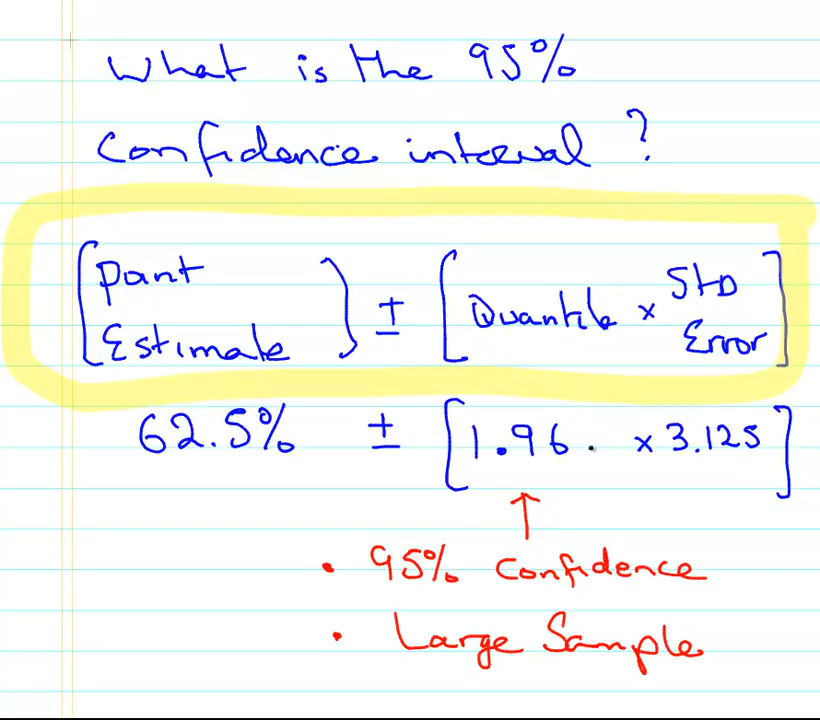 What is the 95%
Confidence interval ?
[Point Estimate] ± [Quantile × Std Error]
62.5% ± [1.96 . × 3.125]
↑
• 95% Confidence
• Large Sample